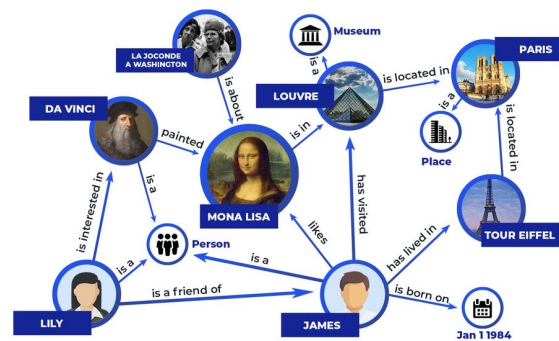 LA JOCONDE
A WASHINGTON
Museum
PARIS
is a
is about
LOUVRE
is located in
DA VINCI
is a
painted
is in
is located in
Place
is interested in
is a
MONA LISA
has visited
TOUR EIFFEL
Person
likes
has lived in
is a
is a
is a friend of
is born on
LILY
JAMES
Jan 1 1984